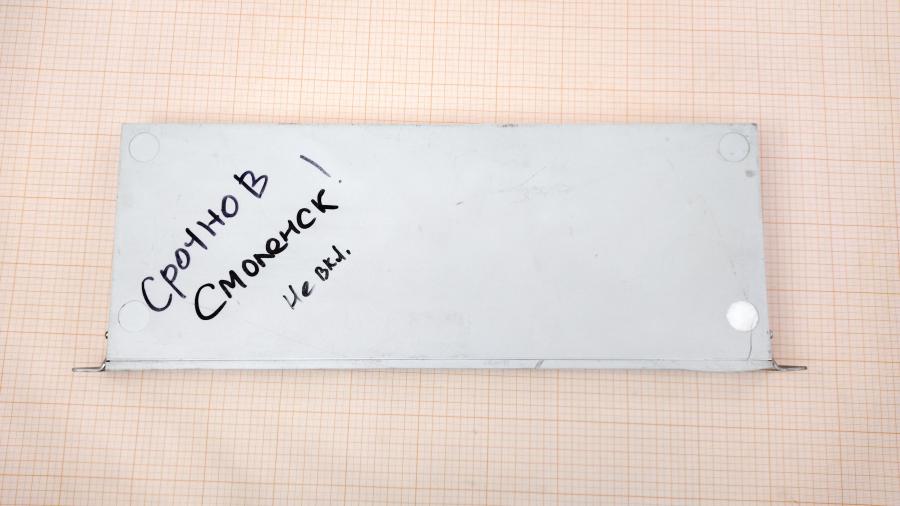 Срочно в
Смоленск!
Не вкл.